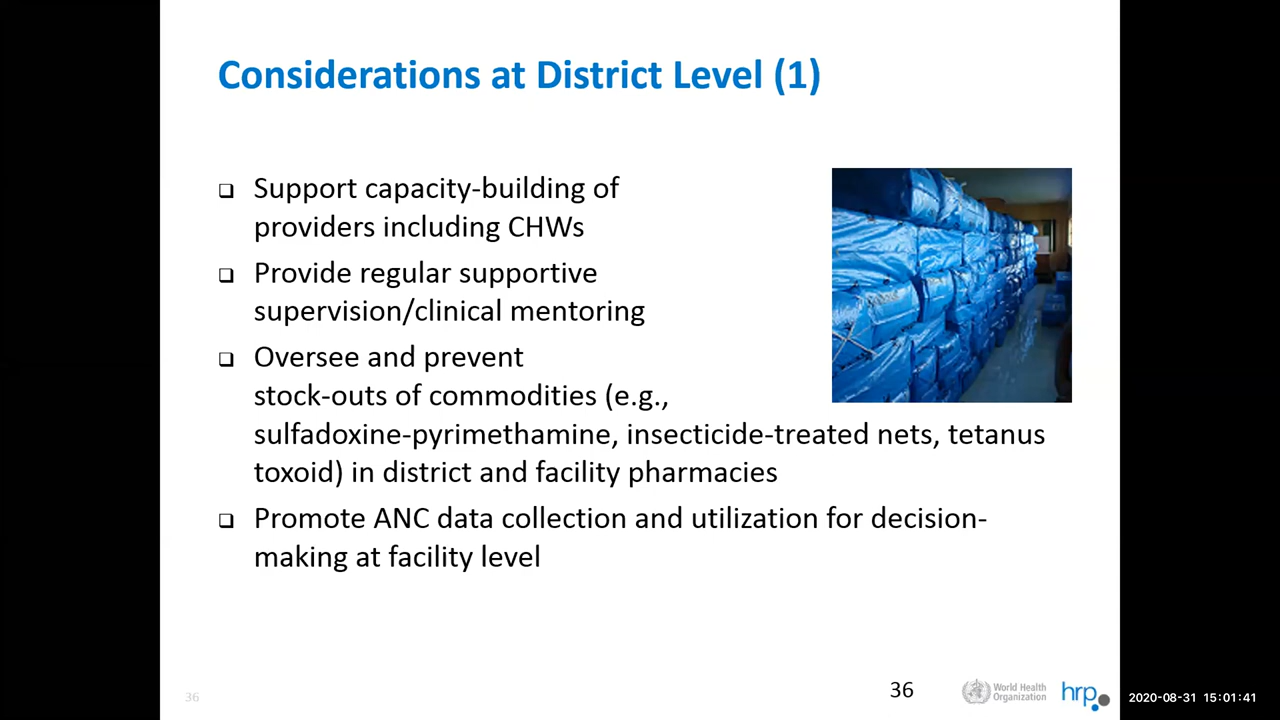 Considerations at District Level (1)
❑ Support capacity-building of
providers including CHWs
❑ Provide regular supportive
supervision/clinical mentoring
❑ Oversee and prevent
stock-outs of commodities (e.g.,
sulfadoxine-pyrimethamine, insecticide-treated nets, tetanus
toxoid) in district and facility pharmacies
❑ Promote ANC data collection and utilization for decision-
making at facility level
36
36
World Health
Organization
hrp
2020-08-31 15:01:41